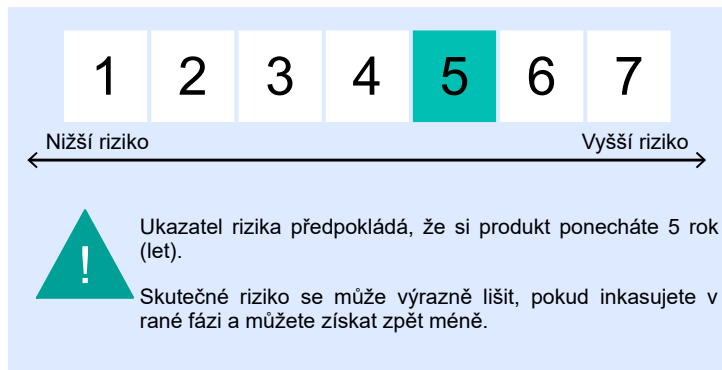 1 2 3 4 5 6 7
Nižší riziko Vyšší riziko
!
Ukazatel rizika předpokládá, že si produkt ponecháte 5 rok
(let).
Skutečné riziko se může výrazně lišit, pokud inkasujete v
rané fázi a můžete získat zpět méně.